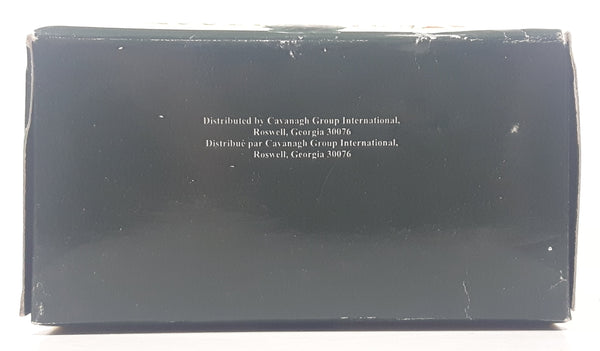 Distributed by Cavanagh Group International,
Roswell, Georgia 30076
Distribué par Cavanagh Group International,
Roswell, Georgia 30076